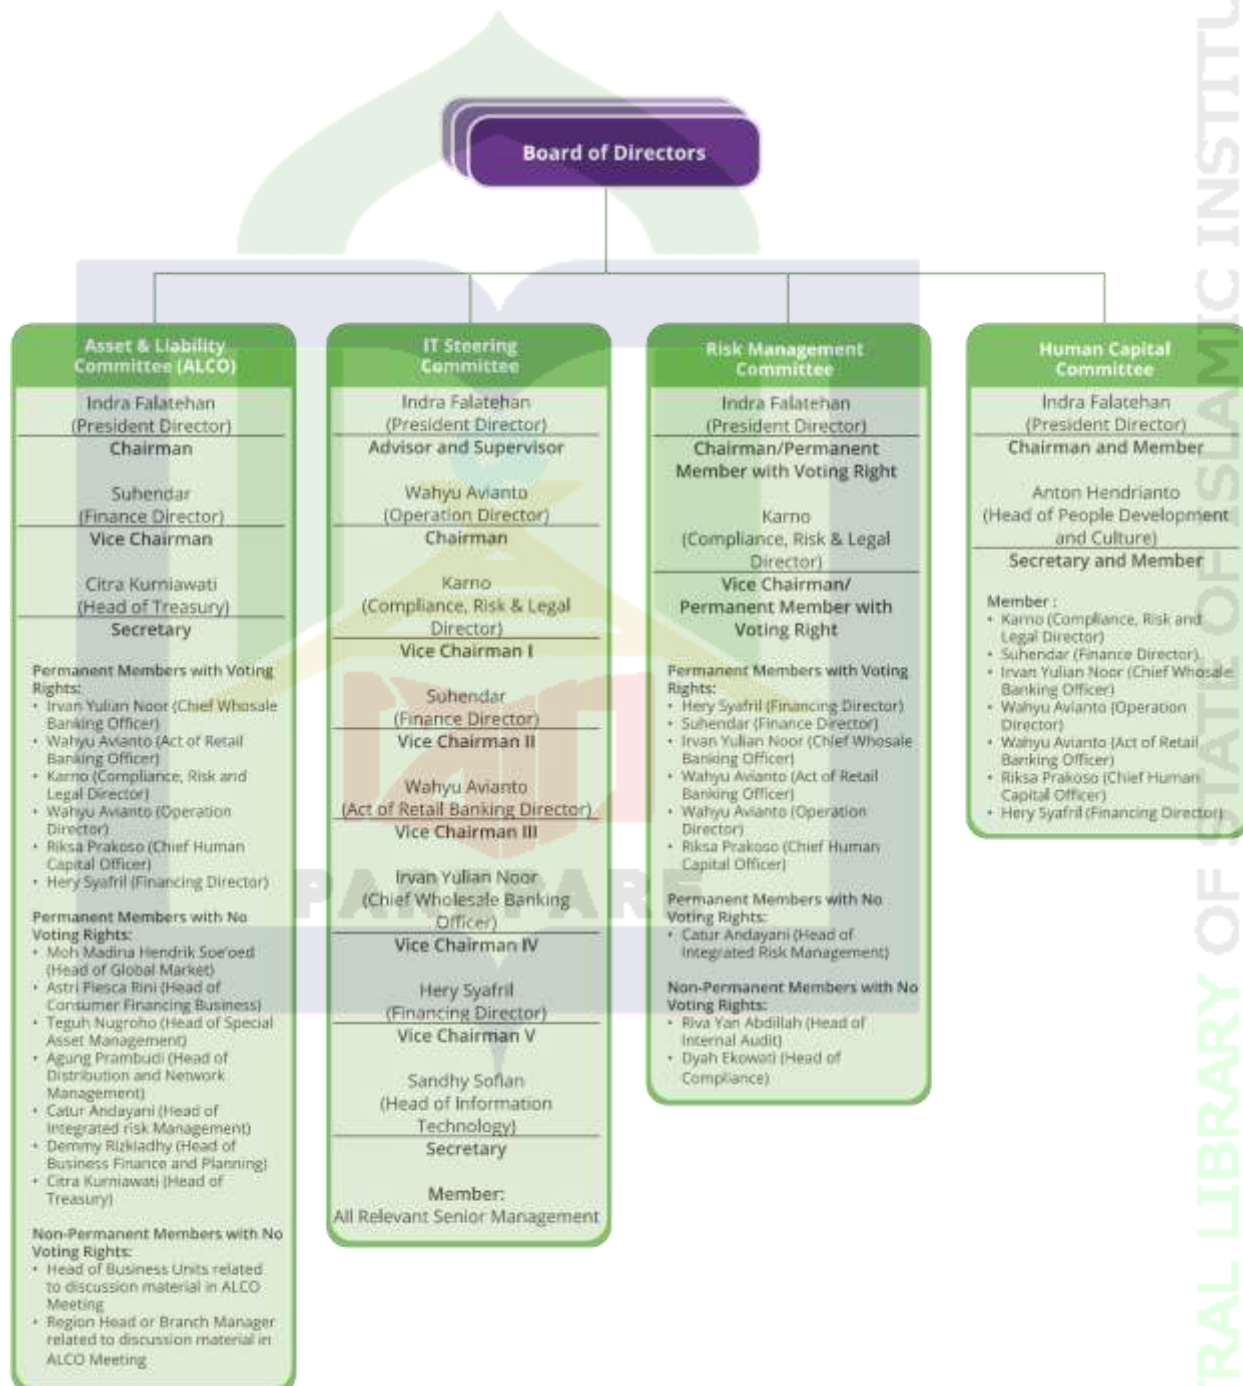 Board of Directors
Asset & Liability
Committee (ALCO)
Indra Falatehan
(President Director)
Chairman
Suhendar
(Finance Director)
Vice Chairman
Citra Kurniawati
(Head of Treasury)
Secretary
Permanent Members with Voting
Rights:
• Irvan Yulian Noor (Chief Whosale
Banking Officer)
• Wahyu Avianto (Act of Retail
Banking Officer)
• Karno (Compliance, Risk and
Legal Director)
• Wahyu Avianto (Operation
Director)
• Riksa Prakoso (Chief Human
Capital Officer)
• Hery Syafril (Financing Director)
Permanent Members with No
Voting Rights:
• Moh Madina Hendrik Soe'oed
(Head of Global Market)
• Astri Piesca Rini (Head of
Consumer Financing Business)
• Teguh Nugroho (Head of Special
Asset Management)
• Agung Prambudi (Head of
Distribution and Network
Management)
• Catur Andayani (Head of
Integrated risk Management)
• Demmy Rizkiadhy (Head of
Business Finance and Planning)
• Citra Kurniawati (Head of
Treasury)
Non-Permanent Members with No
Voting Rights:
• Head of Business Units related
to discussion material in ALCO
Meeting
• Region Head or Branch Manager
related to discussion material in
ALCO Meeting
IT Steering
Committee
Indra Falatehan
(President Director)
Advisor and Supervisor
Wahyu Avianto
(Operation Director)
Chairman
Karno
(Compliance, Risk & Legal
Director)
Vice Chairman I
Suhendar
(Finance Director)
Vice Chairman II
Wahyu Avianto
(Act of Retail Banking Director)
Vice Chairman III
Irvan Yulian Noor
(Chief Wholesale Banking
Officer)
Vice Chairman IV
Hery Syafril
(Financing Director)
Vice Chairman V
Sandhy Sofian
(Head of Information
Technology)
Secretary
Member:
All Relevant Senior Management
Risk Management
Committee
Indra Falatehan
(President Director)
Chairman/Permanent
Member with Voting Right
Karno
(Compliance, Risk & Legal
Director)
Vice Chairman/
Permanent Member with
Voting Right
Permanent Members with Voting
Rights:
• Hery Syafril (Financing Director)
• Suhendar (Finance Director)
• Irvan Yulian Noor (Chief Whosale
Banking Officer)
• Wahyu Avianto (Act of Retail
Banking Officer)
• Wahyu Avianto (Operation
Director)
• Riksa Prakoso (Chief Human
Capital Officer)
Permanent Members with No
Voting Rights:
• Catur Andayani (Head of
Integrated Risk Management)
Non-Permanent Members with No
Voting Rights:
• Riva Yan Abdillah (Head of
Internal Audit)
• Dyah Ekowati (Head of
Compliance)
Human Capital
Committee
Indra Falatehan
(President Director)
Chairman and Member
Anton Hendrianto
(Head of People Development
and Culture)
Secretary and Member
Member :
• Karno (Compliance, Risk and
Legal Director)
• Suhendar (Finance Director)
• Irvan Yulian Noor (Chief Whosale
Banking Officer)
• Wahyu Avianto (Operation
Director)
• Wahyu Avianto (Act of Retail
Banking Officer)
• Riksa Prakoso (Chief Human
Capital Officer)
• Hery Syafril (Financing Director)
PAREPARE
LIBRARY OF STATE OF ISLAMIC